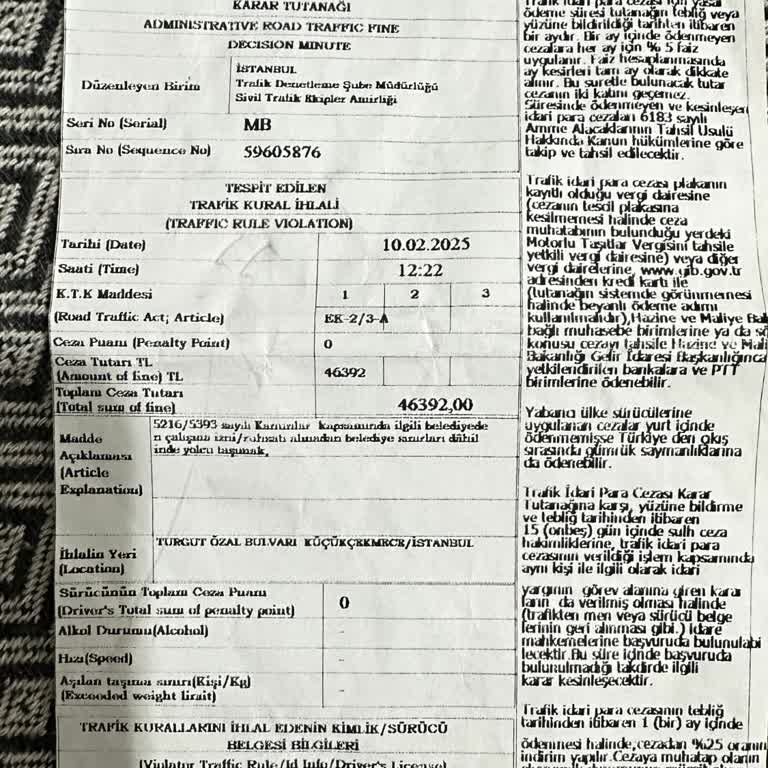 KARAR TUTANAĞI
ADMINISTRATIVE ROAD TRAFFIC FINE
DECISION MINUTE
Düzenleyen Birim
İSTANBUL
Trafik Denetleme Şube Müdürlüğü
Sivil Trafik Ekipler Amirliği
Seri No (Serial)
MB
Sıra No (Sequence No)
59605876
TESPİT EDİLEN
TRAFİK KURAL İHLALİ
(TRAFFIC RULE VIOLATION)
Tarihi (Date)
10.02.2025
Saati (Time)
12:22
K.T.K Maddesi
1 2 3
(Road Traffic Act; Article)
EK-2/3-A
Ceza Puanı (Penalty Point)
0
Ceza Tutarı TL
(Amount of fine) TL
46392
Toplam Ceza Tutarı
(Total sum of fine)
46392,00
Madde
Açıklaması
(Article
Explanation)
5216/5393 sayılı Kanunlar kapsamında ilgili belediyede
n çalışma izni/ruhsatı almadan belediye sınırları dâhil
inde yolcu taşımak,
İhlalin Yeri
(Location)
TURGUT ÖZAL BULVARI KÜÇÜKÇEKMECE/İSTANBUL
Sürücünün Toplam Ceza Puanı
(Driver's Total sum of penalty point)
0
Alkol Durumu(Alcohol)
-
Hızı(Speed)
-
Aşılan taşıma sınırı(Kişi/Kg)
(Exceeded weight limit)
-
TRAFİK KURALLARINI İHLAL EDENİN KİMLİK/SÜRÜCÜ
BELGESİ BİLGİLERİ
(Violator Traffic Rule/Id Info/Driver's License)
Trafik idari para cezası için yasal
ödeme süresi tutanağın tebliğ veya
yüzüne bildirildiği tarihten itibaren
bir aydır. Bir ay içinde ödenmeyen
cezalara her ay için % 5 faiz
uygulanır. Faiz hesaplanmasında
ay kesirleri tam ay olarak dikkate
alınır. Bu suretle bulunacak tutar
cezanın iki katını geçemez.
Süresinde ödenmeyen ve kesinleşen
idari para cezaları 6183 sayılı
Amme Alacaklarının Tahsil Usulü
Hakkında Kanun hükümlerine göre
takip ve tahsil edilecektir.
Trafik idari para cezası plakanın
kayıtlı olduğu vergi dairesine
(cezanın tescil plakasına
kesilmemesi halinde ceza
muhatabının bulunduğu yerdeki
Motorlu Taşıtlar Vergisini tahsile
yetkili vergi dairesine) veya diğer
vergi dairelerine, www.gib.gov.tr
adresinden kredi kartı ile
(tutanağın sistemde görünmemesi
halinde beyanlı ödeme adımı
kullanılmalıdır),Hazine ve Maliye Bak
bağlı muhasebe birimlerine ya da sö
konusu cezayı tahsile Hazine ve Mali
Bakanlığı Gelir İdaresi Başkanlığınca
yetkilendirilen bankalara ve PTT
birimlerine ödenebilir.
Yabancı ülke sürücülerine
uygulanan cezalar yurt içinde
ödenmemişse Türkiye den çıkış
sırasında gümrük saymanlıklarına
da ödenebilir.
Trafik İdari Para Cezası Karar
Tutanağına karşı, yüzüne bildirme
ve tebliğ tarihinden itibaren
15 (onbeş) gün içinde sulh ceza
hakimliklerine, trafik idari para
cezasının verildiği işlem kapsamında
aynı kişi ile ilgili olarak idari
yargının görev alanına giren karar
ların da verilmiş olması halinde
(trafikten men veya sürücü belge
lerinin geri alınması gibi.) idare
mahkemelerine başvuruda bulunulabi
lecektir.Bu süre içinde başvuruda
bulunulmadığı takdirde ilgili
karar kesinleşecektir.
Trafik idari para cezasının tebliğ
tarihinden itibaren 1 (bir) ay içinde
ödenmesi halinde,cezadan %25 oranın
indirim yapılır.Cezaya muhatap olanın